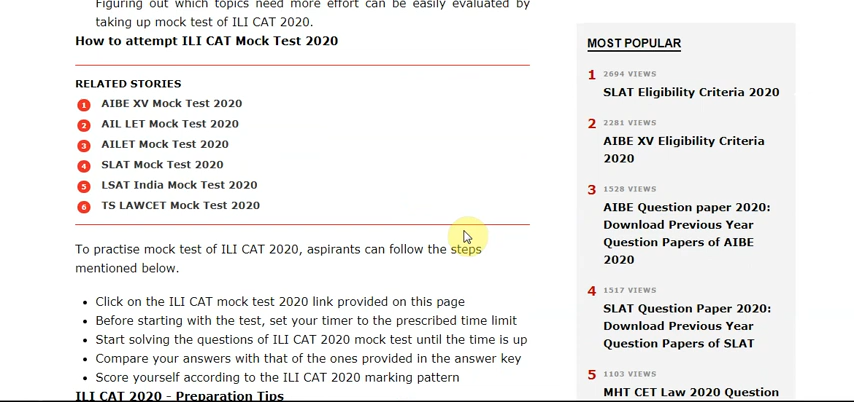 Figuring out which topics need more effort can be easily evaluated by
taking up mock test of ILI CAT 2020.
How to attempt ILI CAT Mock Test 2020
RELATED STORIES
1 AIBE XV Mock Test 2020
2 AIL LET Mock Test 2020
3 AILET Mock Test 2020
4 SLAT Mock Test 2020
5 LSAT India Mock Test 2020
6 TS LAWCET Mock Test 2020
To practise mock test of ILI CAT 2020, aspirants can follow the steps
mentioned below.
• Click on the ILI CAT mock test 2020 link provided on this page
• Before starting with the test, set your timer to the prescribed time limit
• Start solving the questions of ILI CAT 2020 mock test until the time is up
• Compare your answers with that of the ones provided in the answer key
• Score yourself according to the ILI CAT 2020 marking pattern
ILI CAT 2020 - Preparation Tips
MOST POPULAR
1 2694 VIEWS
SLAT Eligibility Criteria 2020
2 2281 VIEWS
AIBE XV Eligibility Criteria
2020
3 1528 VIEWS
AIBE Question paper 2020:
Download Previous Year
Question Papers of AIBE
2020
4 1517 VIEWS
SLAT Question Paper 2020:
Download Previous Year
Question Papers of SLAT
5 1103 VIEWS
MHT CET Law 2020 Question